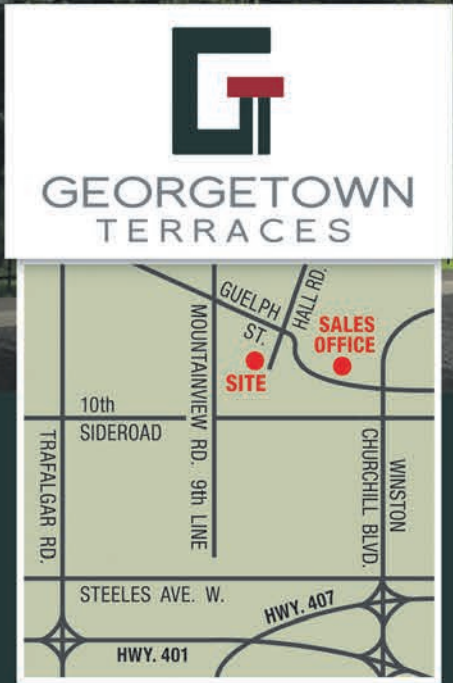 GT
GEORGETOWN
TERRACES
GUELPH
ST.
HALL RD.
SALES
OFFICE
SITE
MOUNTAINVIEW RD. 9th LINE
10th
SIDEROAD
TRAFALGAR RD.
WINSTON
CHURCHILL BLVD.
STEELES AVE. W.
HWY. 407
HWY. 401